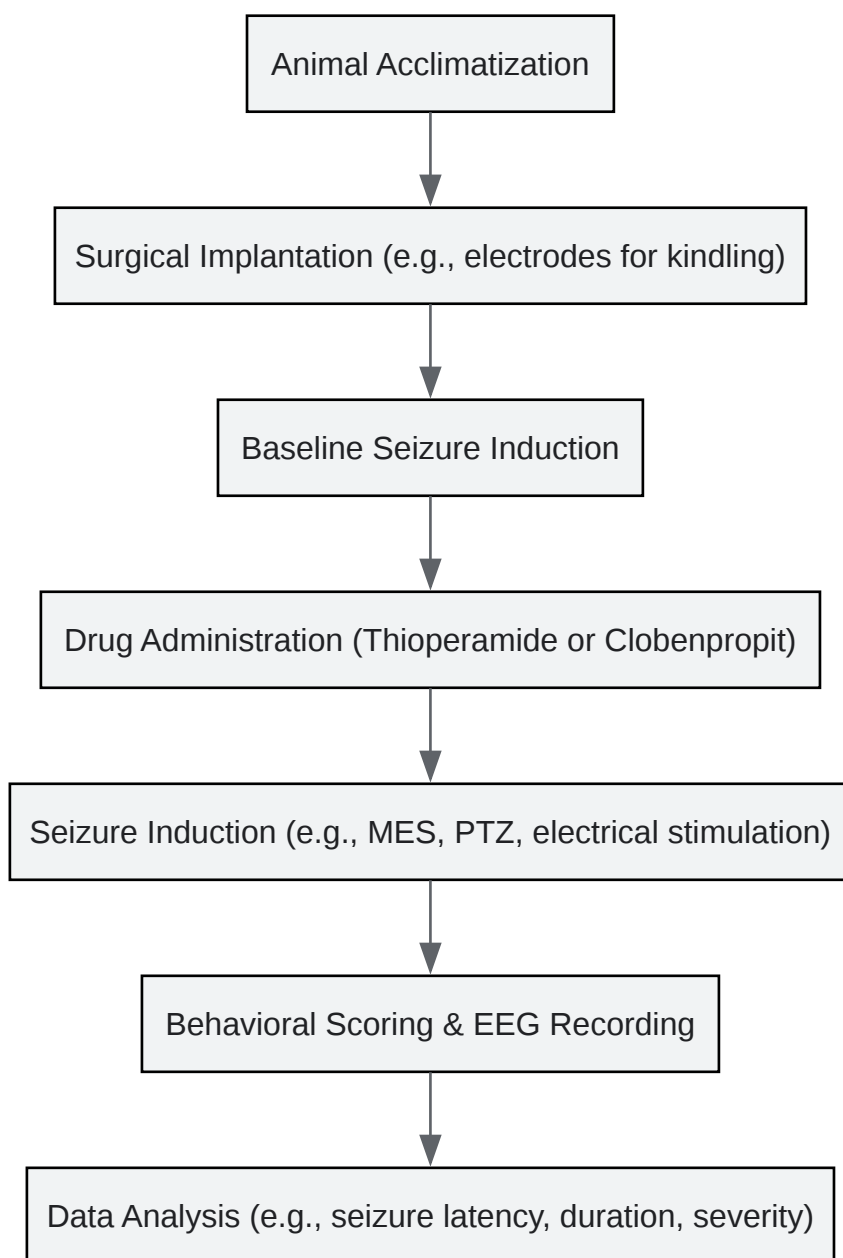 Animal Acclimatization
Surgical Implantation (e.g., electrodes for kindling)
Baseline Seizure Induction
Drug Administration (Thioperamide or Clobenpropit)
Seizure Induction (e.g., MES, PTZ, electrical stimulation)
Behavioral Scoring & EEG Recording
Data Analysis (e.g., seizure latency, duration, severity)